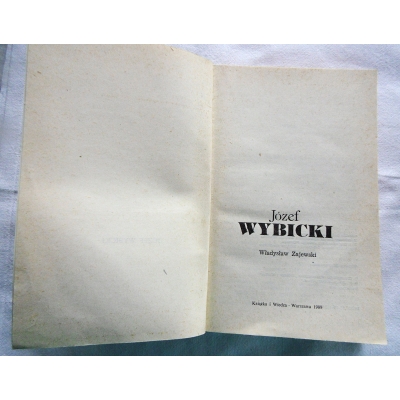 Józef
WYBICKI
Władysław Zajewski
Książka i Wiedza · Warszawa 1989